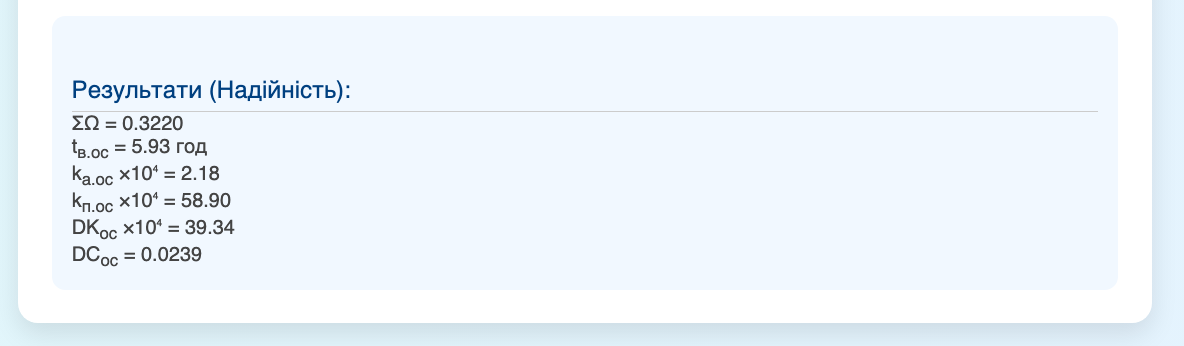 Результати (Надійність):
ΣΩ = 0.3220
tв.ос = 5.93 год
kа.ос ×10⁴ = 2.18
kп.ос ×10⁴ = 58.90
DKос ×10⁴ = 39.34
DCос = 0.0239